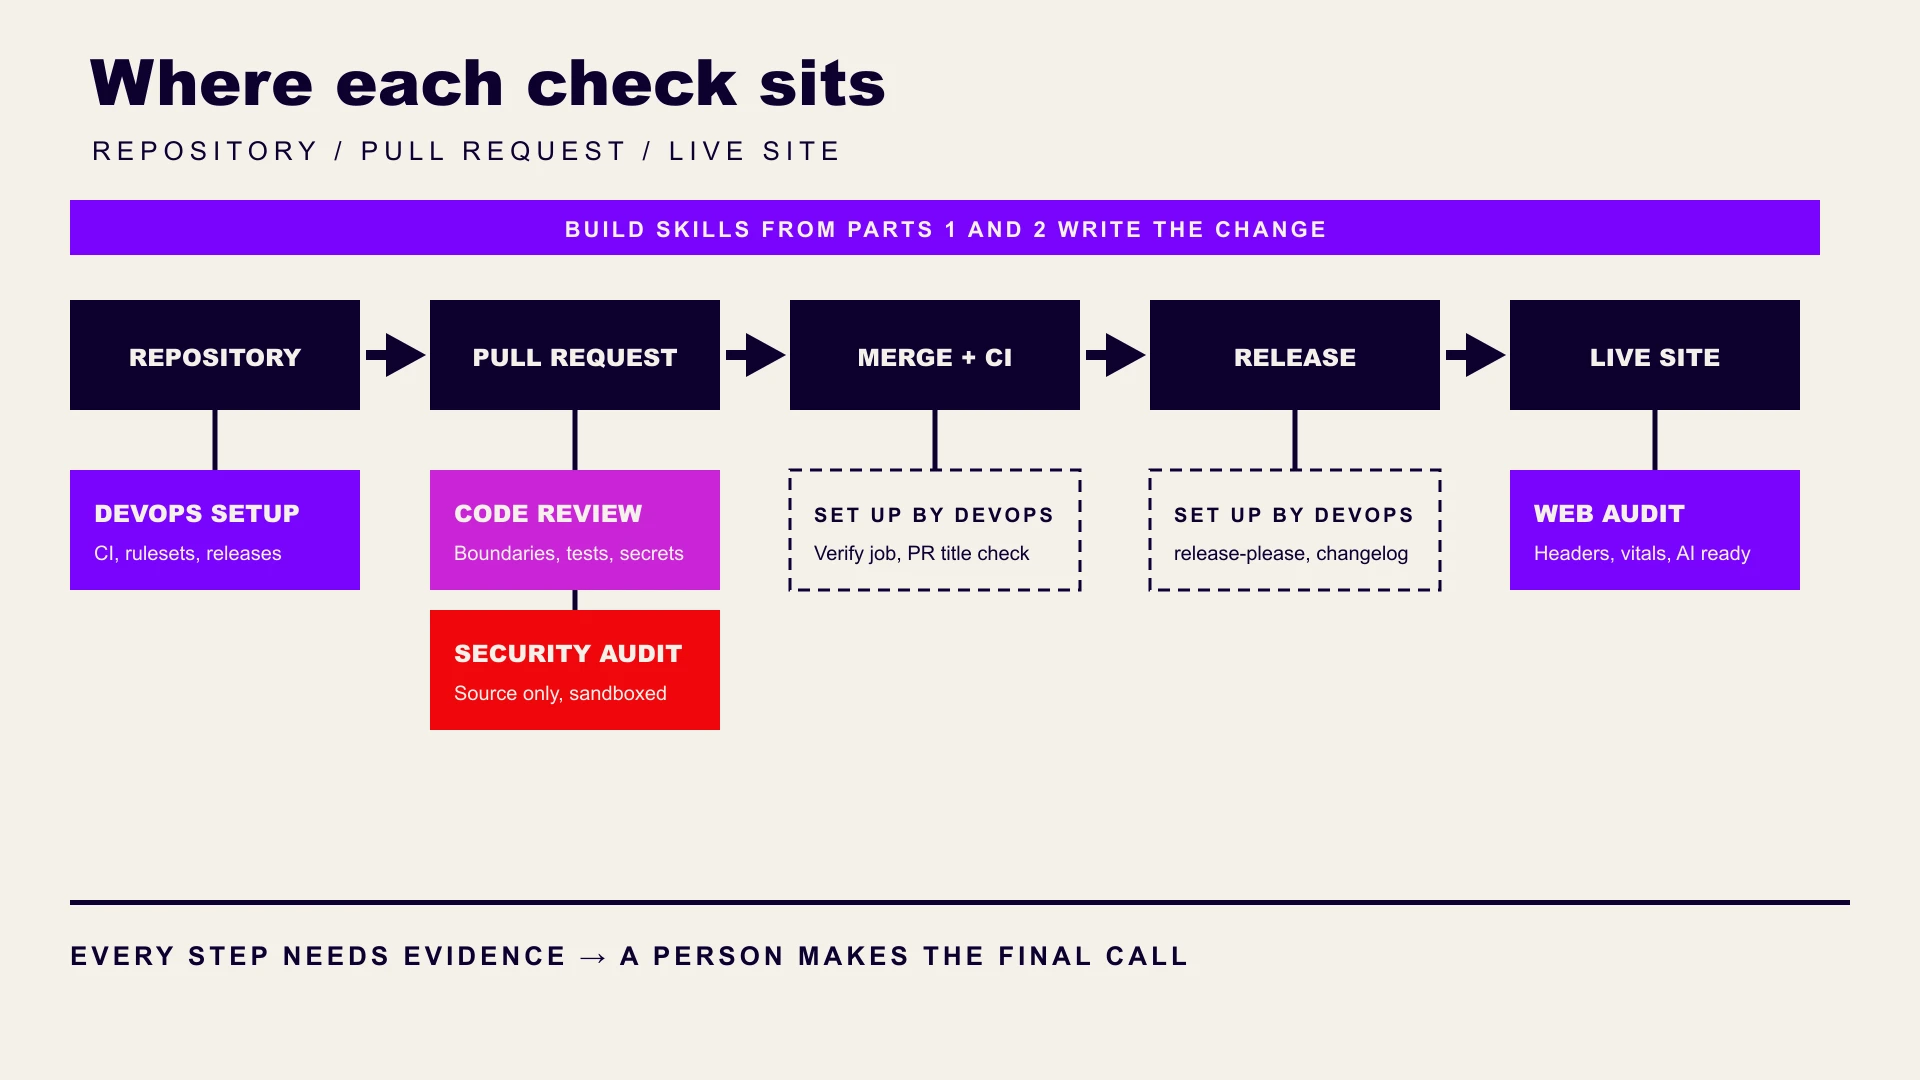 Where each check sits
REPOSITORY / PULL REQUEST / LIVE SITE
BUILD SKILLS FROM PARTS 1 AND 2 WRITE THE CHANGE
REPOSITORY
PULL REQUEST
MERGE + CI
RELEASE
LIVE SITE
DEVOPS SETUP
CI, rulesets, releases
CODE REVIEW
Boundaries, tests, secrets
SECURITY AUDIT
Source only, sandboxed
SET UP BY DEVOPS
Verify job, PR title check
SET UP BY DEVOPS
release-please, changelog
WEB AUDIT
Headers, vitals, AI ready
EVERY STEP NEEDS EVIDENCE → A PERSON MAKES THE FINAL CALL